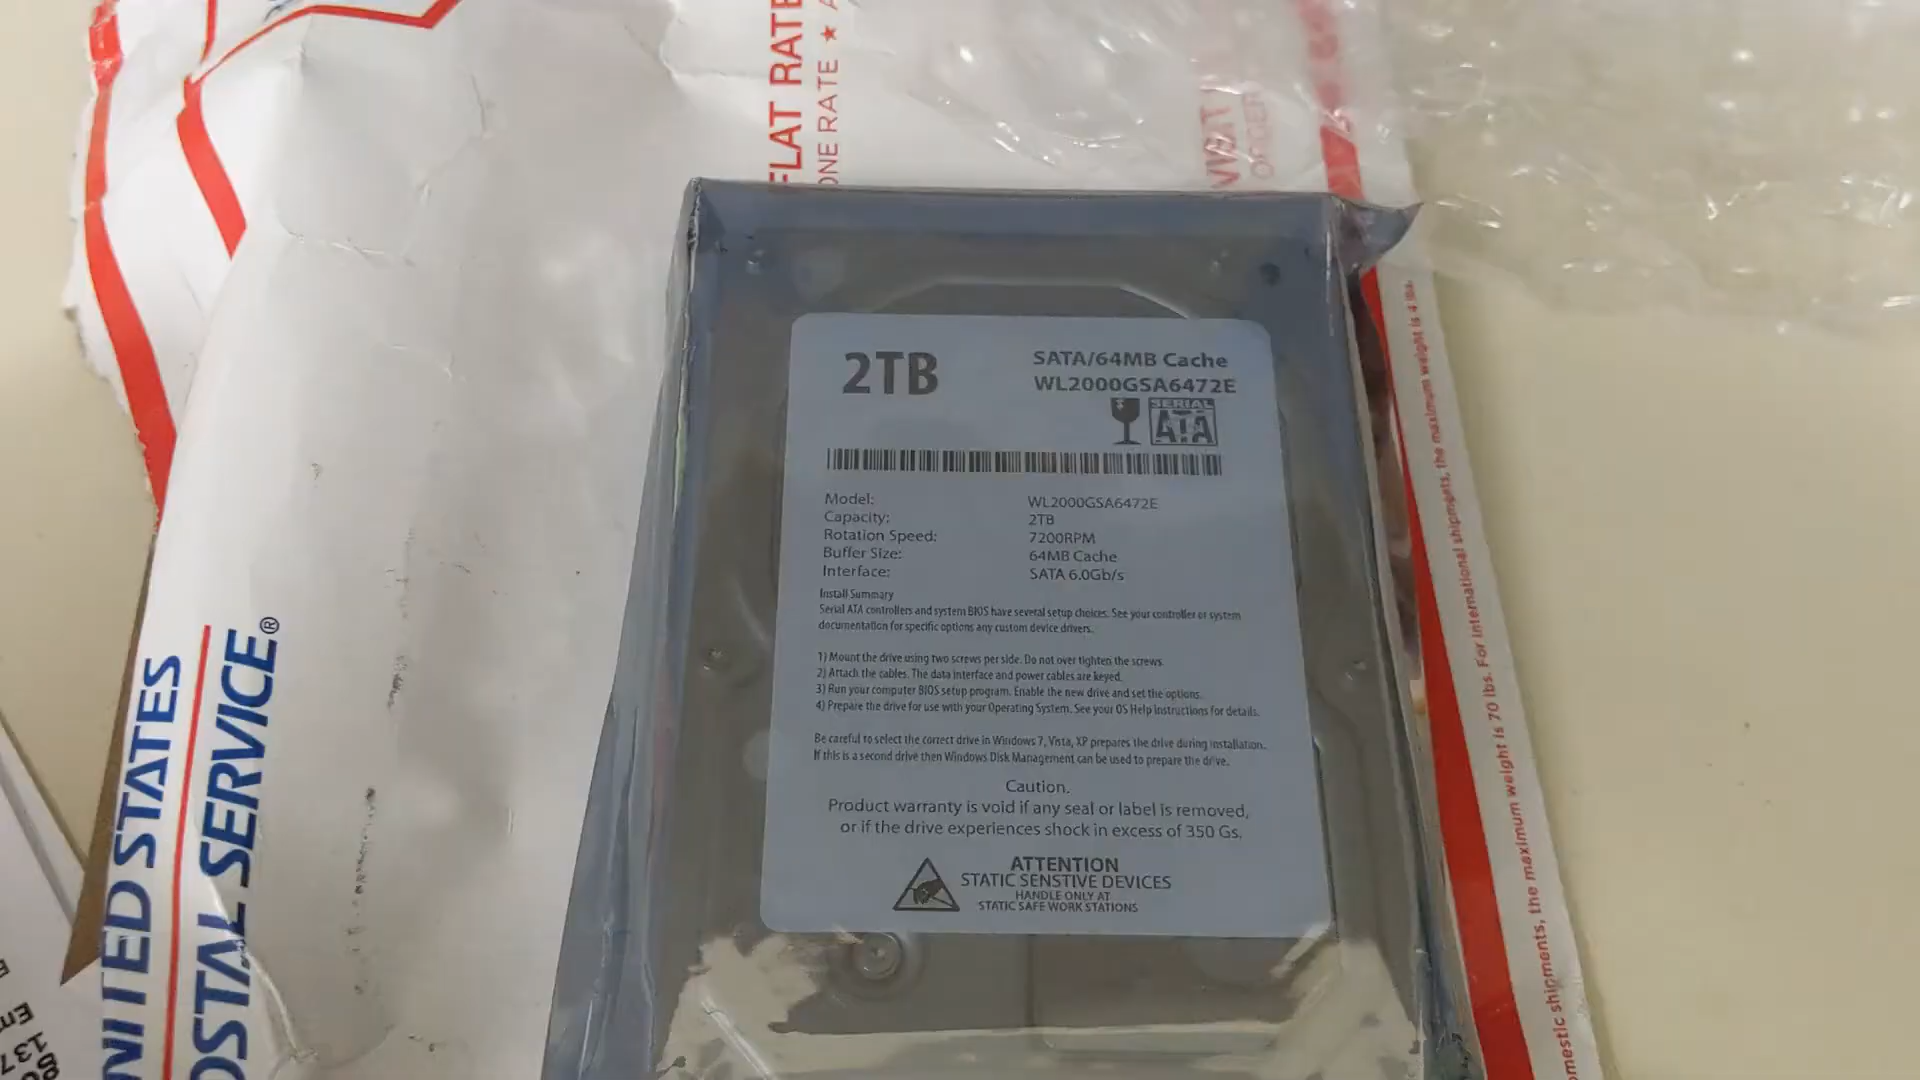 FLAT RATE
ONE RATE ★
UNITED STATES
POSTAL SERVICE®
2TB
SATA/64MB Cache
WL2000GSA6472E
SERIAL
ATA
Model: WL2000GSA6472E
Capacity: 2TB
Rotation Speed: 7200RPM
Buffer Size: 64MB Cache
Interface: SATA 6.0Gb/s
Install Summary
Serial ATA controllers and system BIOS have several setup choices. See your controller or system
documentation for specific options any custom device drivers.
1) Mount the drive using two screws per side. Do not over tighten the screws.
2) Attach the cables. The data interface and power cables are keyed.
3) Run your computer BIOS setup program. Enable the new drive and set the options.
4) Prepare the drive for use with your Operating System. See your OS Help Instructions for details.
Be careful to select the correct drive in Windows 7, Vista, XP prepares the drive during installation.
If this is a second drive then Windows Disk Management can be used to prepare the drive.
Caution.
Product warranty is void if any seal or label is removed,
or if the drive experiences shock in excess of 350 Gs.
ATTENTION
STATIC SENSTIVE DEVICES
HANDLE ONLY AT
STATIC SAFE WORK STATIONS
omestic shipments, the maximum weight is 70 lbs. For international shipments, the maximum weight is 4 lbs.